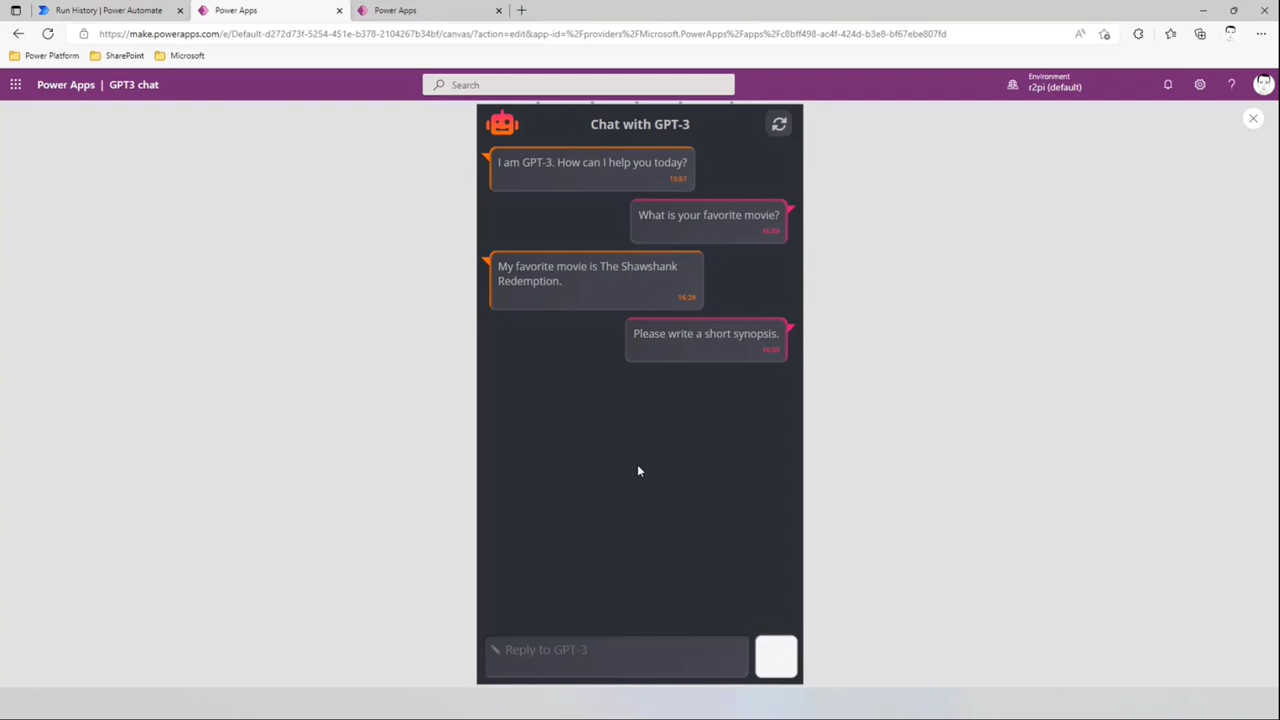 Run History | Power Automate
Power Apps
Power Apps
https://make.powerapps.com/e/Default-d272d73f-5254-451e-b378-2104267b34bf/canvas/?action=edit&app-id=%2Fproviders%2FMicrosoft.PowerApps%2Fapps%2Fc8bff498-ac4f-424d-b3e8-bf67ebe807fd
Power Platform
SharePoint
Microsoft
Power Apps | GPT3 chat
Search
Environment
r2pi (default)
Chat with GPT-3
I am GPT-3. How can I help you today?
What is your favorite movie?
My favorite movie is The Shawshank
Redemption.
16:29
Please write a short synopsis.
Reply to GPT-3